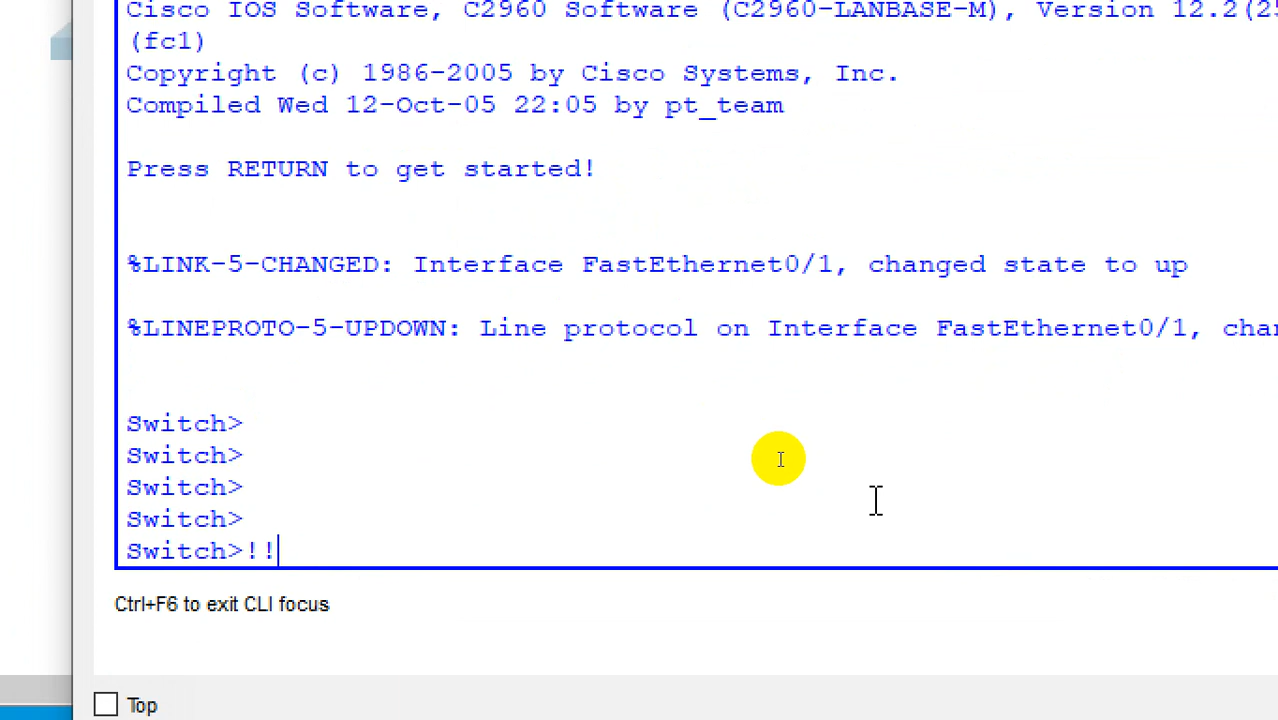 Cisco IOS Software, C2960 Software (C2960-LANBASE-M), Version 12.2(25
(fc1)
Copyright (c) 1986-2005 by Cisco Systems, Inc.
Compiled Wed 12-Oct-05 22:05 by pt_team
Press RETURN to get started!
%LINK-5-CHANGED: Interface FastEthernet0/1, changed state to up
%LINEPROTO-5-UPDOWN: Line protocol on Interface FastEthernet0/1, chan
Switch>
Switch>
Switch>
Switch>
Switch>!!
Ctrl+F6 to exit CLI focus
Top